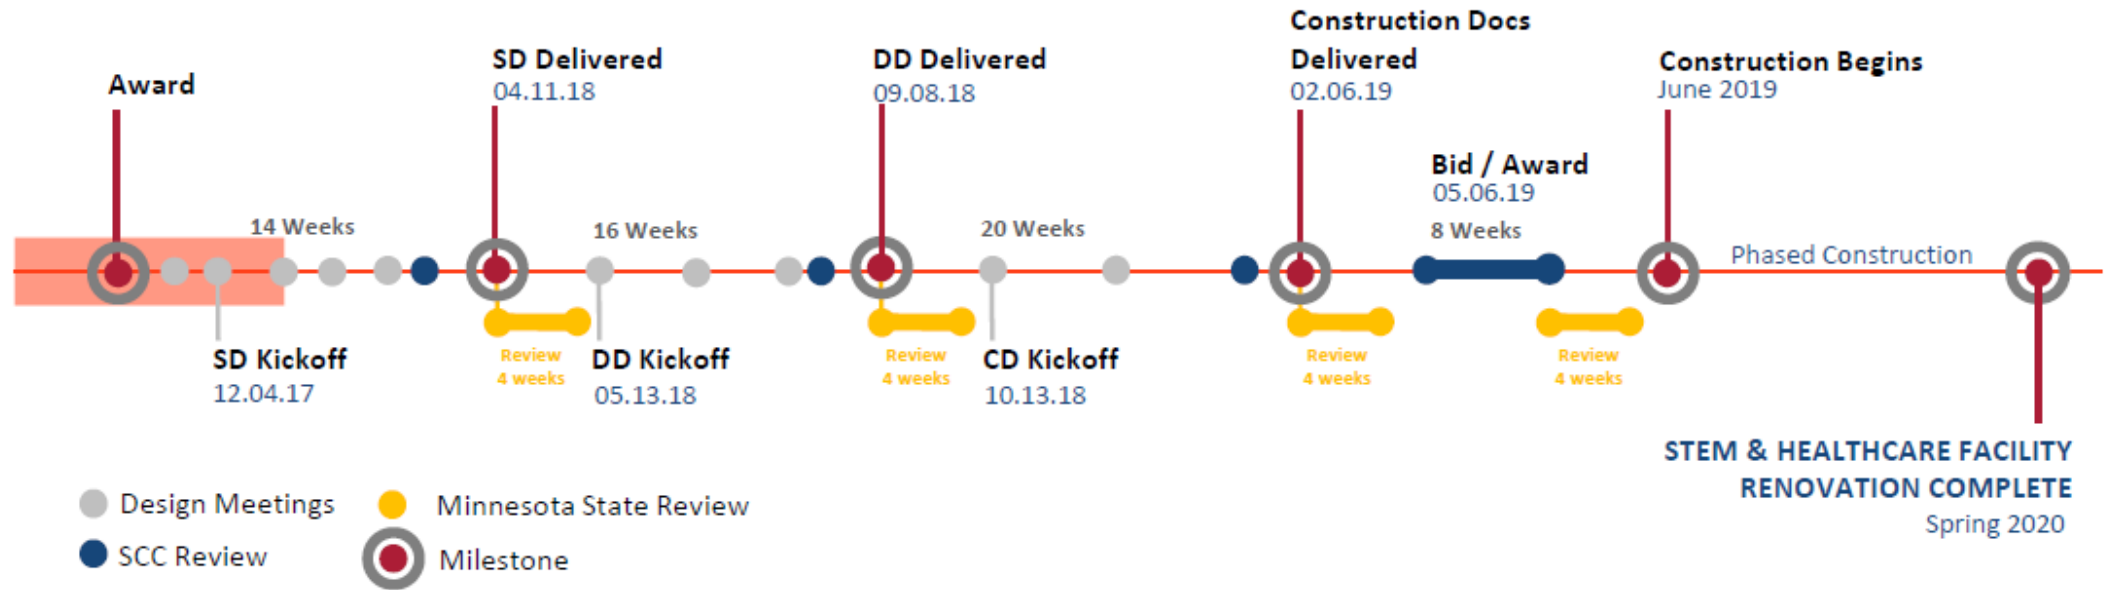 Award
SD Delivered
04.11.18
DD Delivered
09.08.18
Construction Docs
Delivered
02.06.19
Construction Begins
June 2019
Bid / Award
05.06.19
14 Weeks
16 Weeks
20 Weeks
8 Weeks
Phased Construction
SD Kickoff
12.04.17
Review
4 weeks
DD Kickoff
05.13.18
Review
4 weeks
CD Kickoff
10.13.18
Review
4 weeks
Review
4 weeks
STEM & HEALTHCARE FACILITY
RENOVATION COMPLETE
Spring 2020
Design Meetings
Minnesota State Review
SCC Review
Milestone